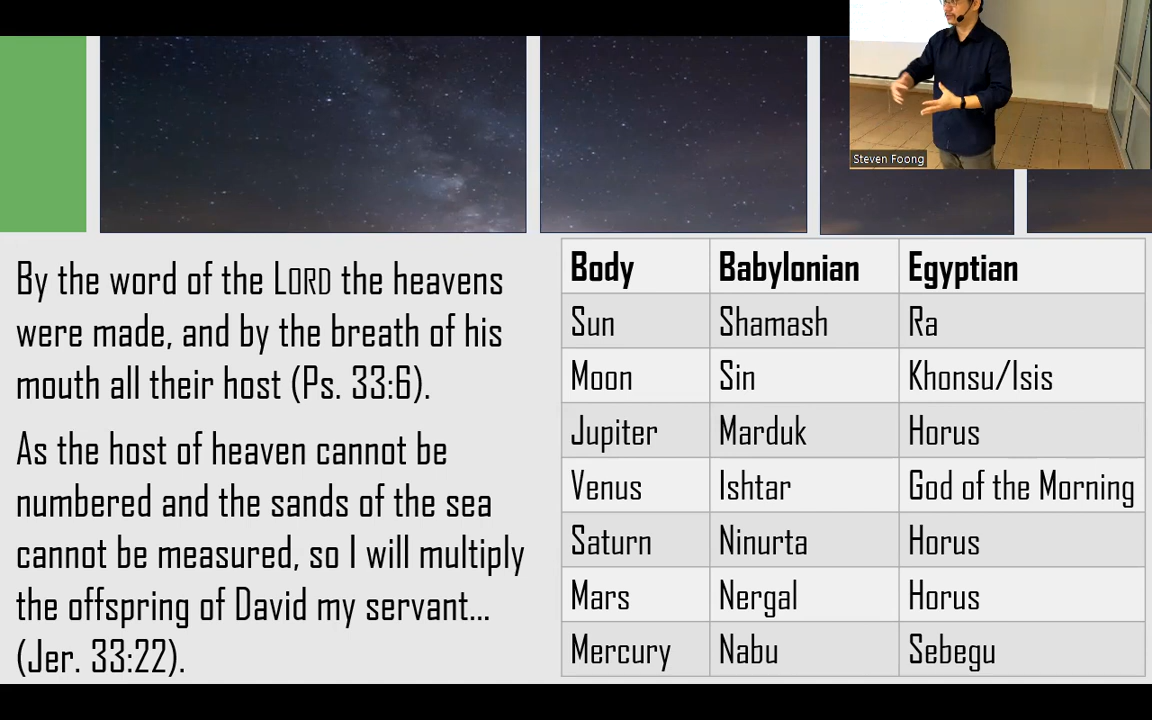 Steven Foong
By the word of the LORD the heavens
were made, and by the breath of his
mouth all their host (Ps. 33:6).
As the host of heaven cannot be
numbered and the sands of the sea
cannot be measured, so I will multiply
the offspring of David my servant...
(Jer. 33:22).
Body Babylonian Egyptian
Sun Shamash Ra
Moon Sin Khonsu/Isis
Jupiter Marduk Horus
Venus Ishtar God of the Morning
Saturn Ninurta Horus
Mars Nergal Horus
Mercury Nabu Sebegu